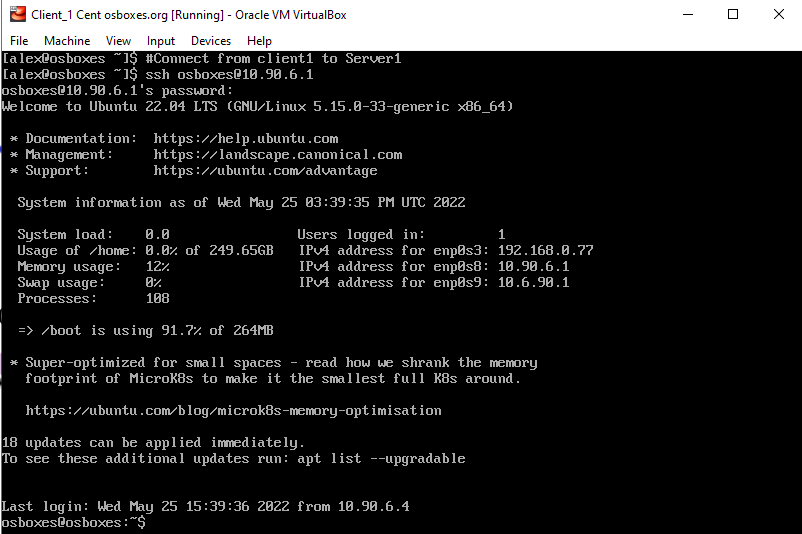 Client_1 Cent osboxes.org [Running] - Oracle VM VirtualBox
File Machine View Input Devices Help
[alex@osboxes ~]$ #Connect from client1 to Server1
[alex@osboxes ~]$ ssh osboxes@10.90.6.1
osboxes@10.90.6.1's password:
Welcome to Ubuntu 22.04 LTS (GNU/Linux 5.15.0-33-generic x86_64)
* Documentation: https://help.ubuntu.com
* Management: https://landscape.canonical.com
* Support: https://ubuntu.com/advantage
System information as of Wed May 25 03:39:35 PM UTC 2022
System load: 0.0 Users logged in: 1
Usage of /home: 0.0% of 249.65GB IPv4 address for enp0s3: 192.168.0.77
Memory usage: 12% IPv4 address for enp0s8: 10.90.6.1
Swap usage: 0% IPv4 address for enp0s9: 10.6.90.1
Processes: 108
=> /boot is using 91.7% of 264MB
* Super-optimized for small spaces - read how we shrank the memory
footprint of MicroK8s to make it the smallest full K8s around.
https://ubuntu.com/blog/microk8s-memory-optimisation
18 updates can be applied immediately.
To see these additional updates run: apt list --upgradable
Last login: Wed May 25 15:39:36 2022 from 10.90.6.4
osboxes@osboxes:~$